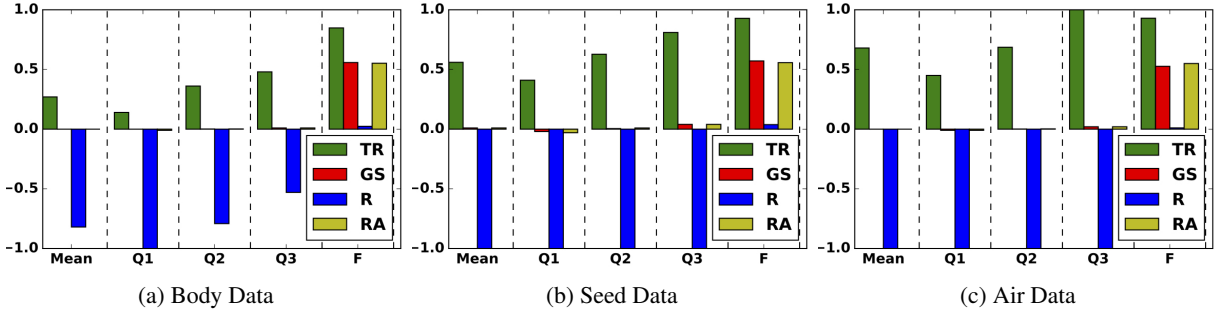 1.0
0.5
0.0
−0.5
−1.0
Mean Q1 Q2 Q3 F
TR
GS
R
RA
(a) Body Data
1.0
0.5
0.0
−0.5
−1.0
Mean Q1 Q2 Q3 F
TR
GS
R
RA
(b) Seed Data
1.0
0.5
0.0
−0.5
−1.0
Mean Q1 Q2 Q3 F
TR
GS
R
RA
(c) Air Data